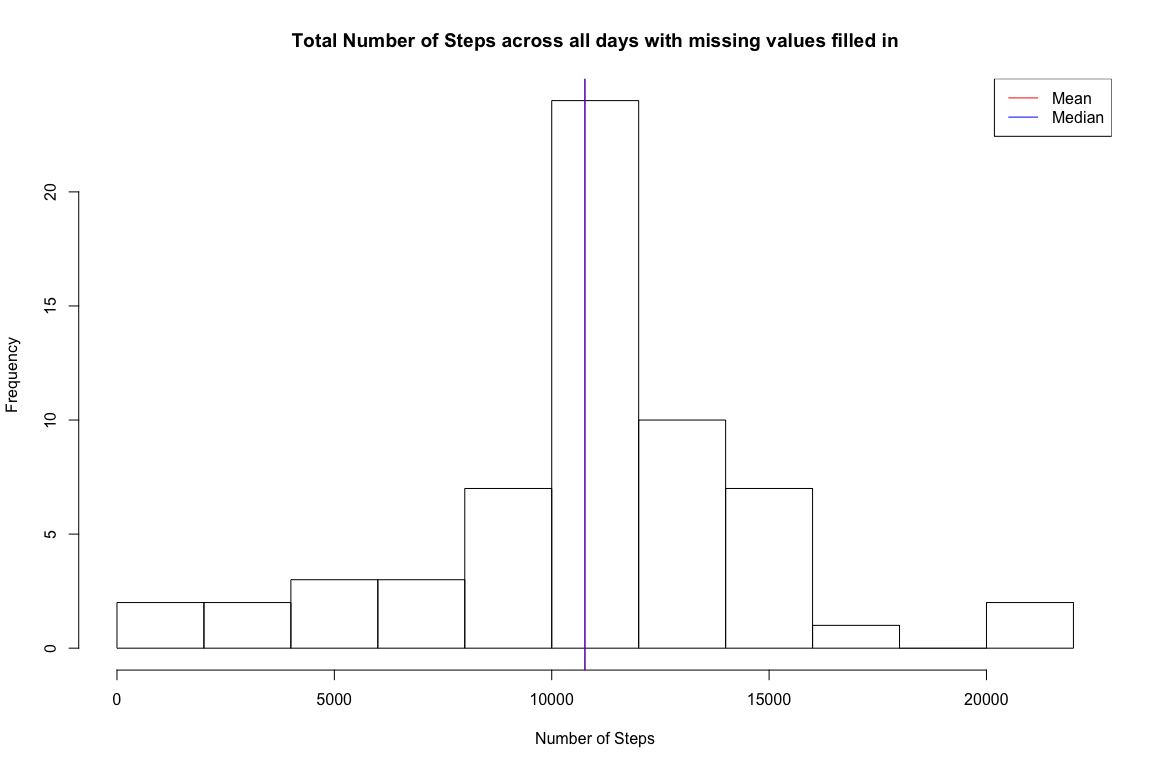 Total Number of Steps across all days with missing values filled in
Mean
Median
20
15
10
5
0
Frequency
0 5000 10000 15000 20000
Number of Steps